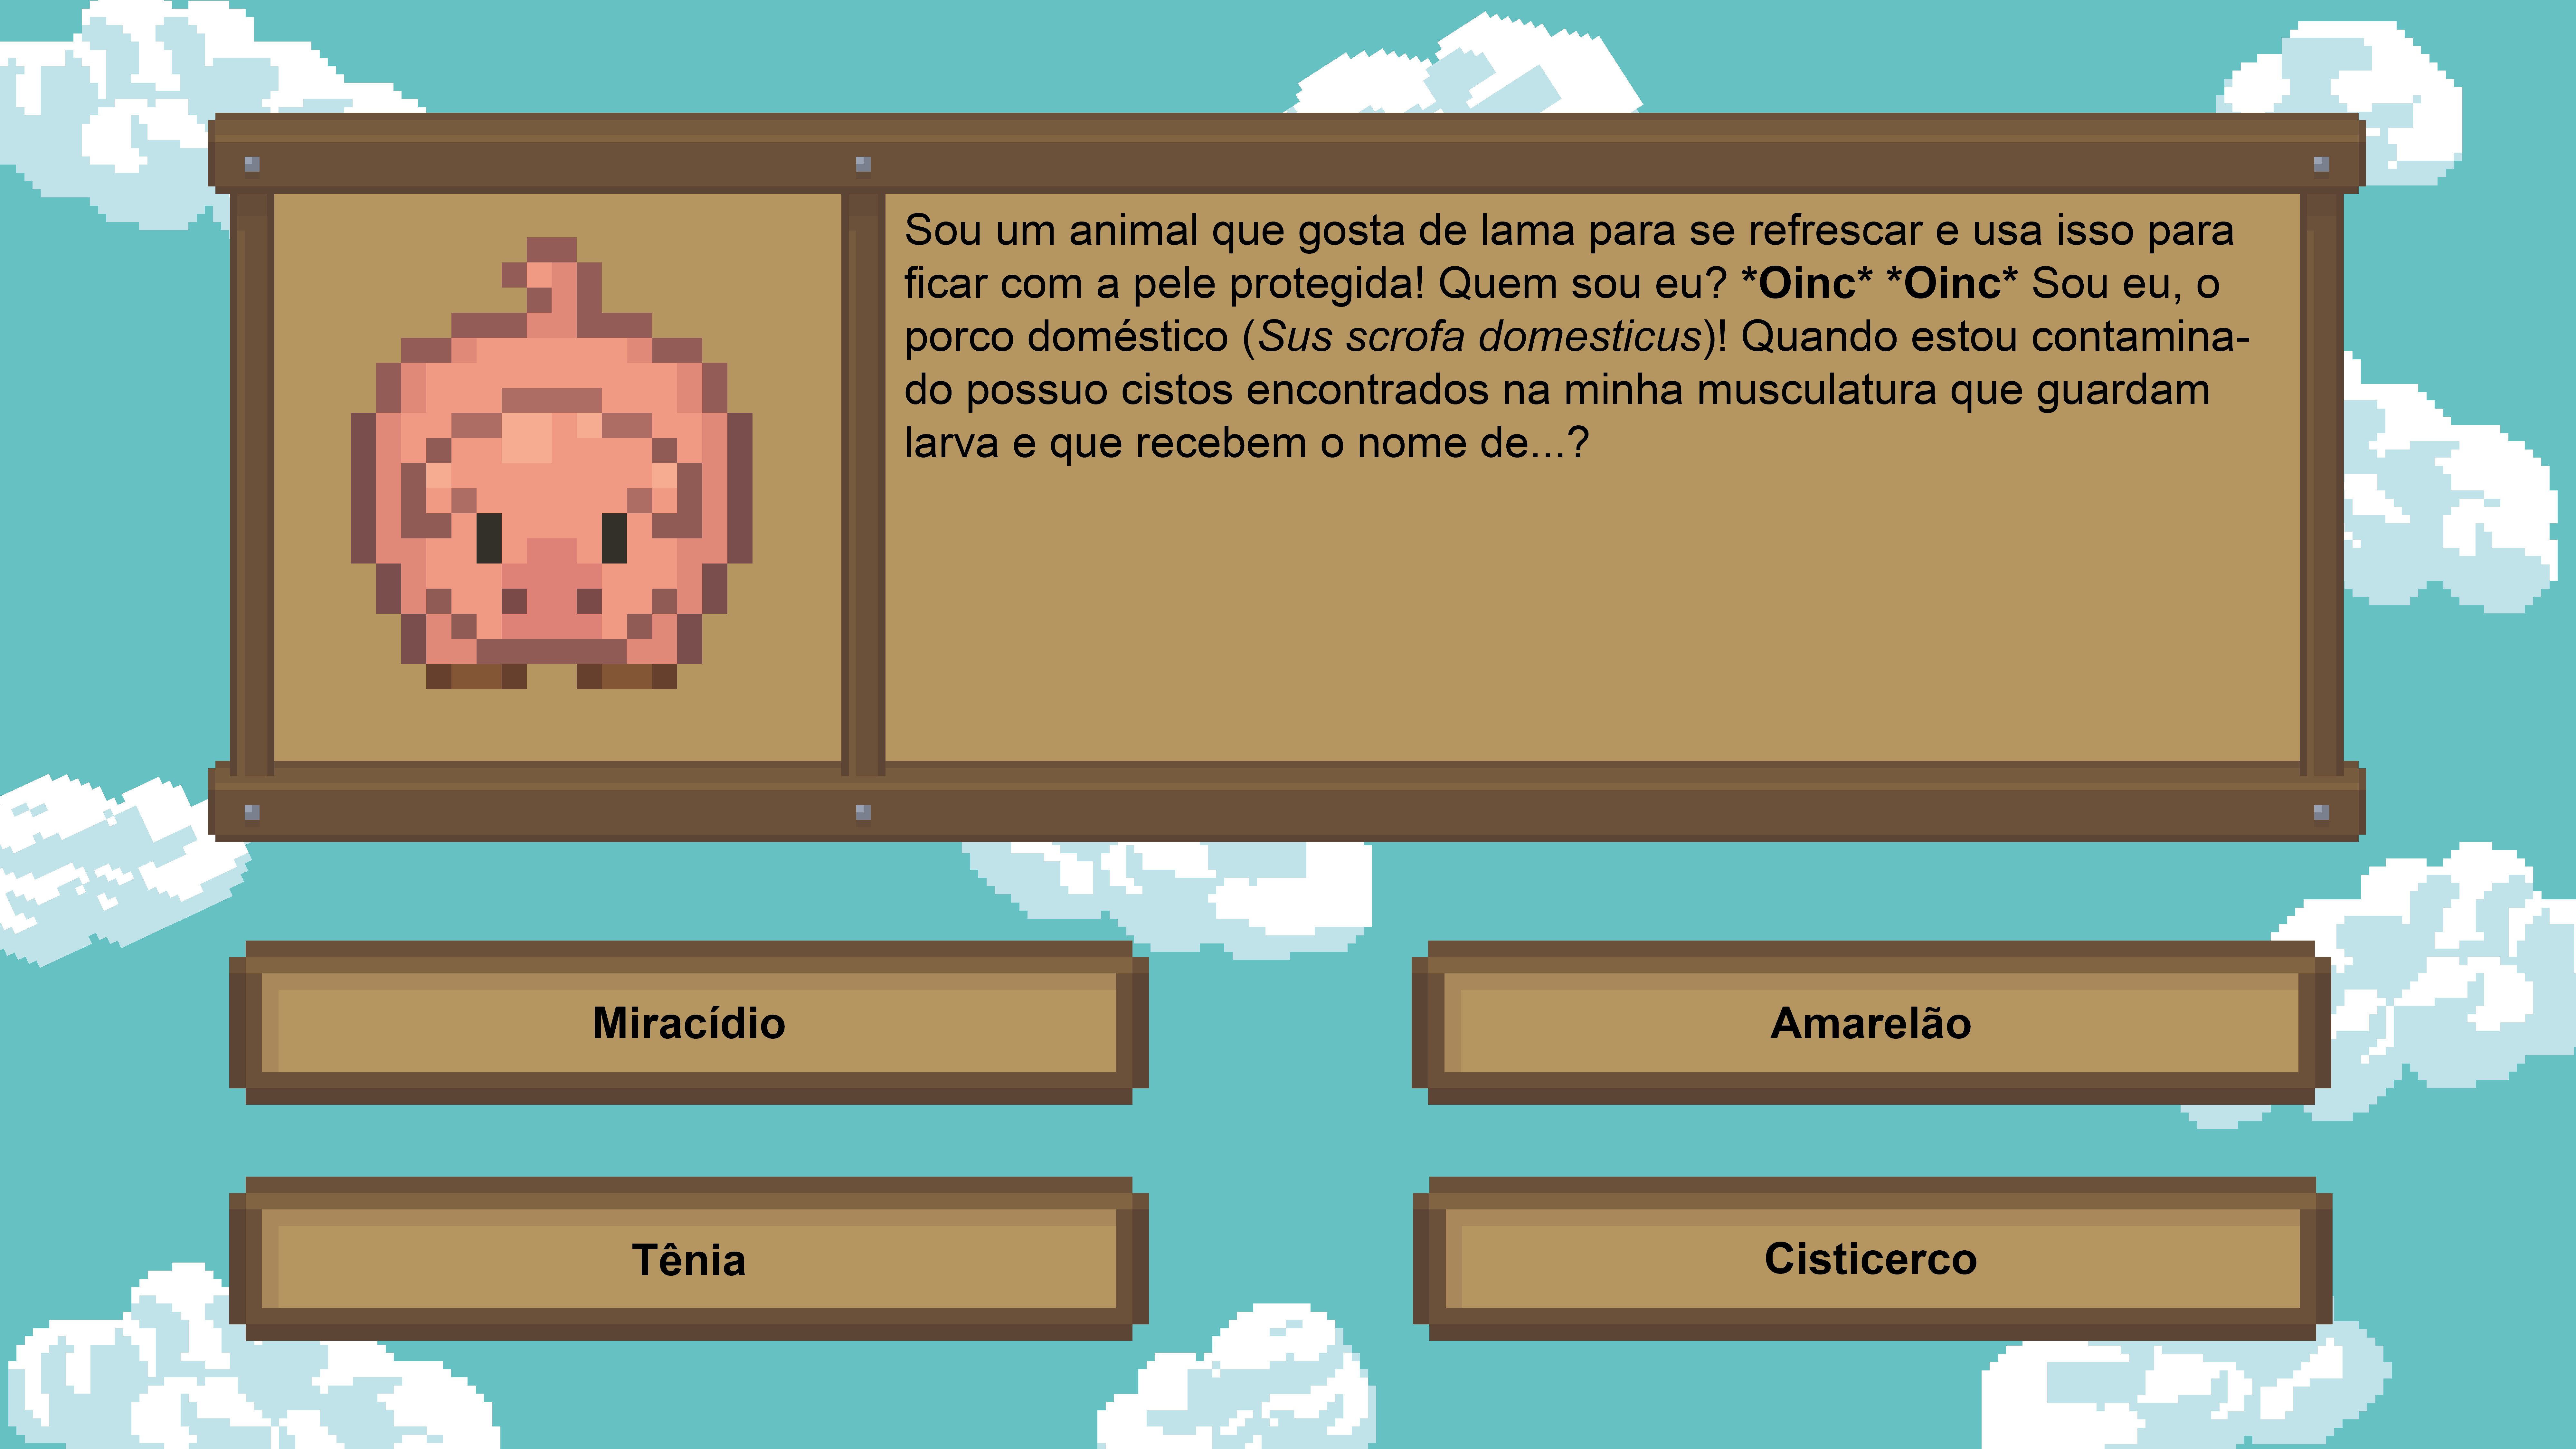 Sou um animal que gosta de lama para se refrescar e usa isso para
ficar com a pele protegida! Quem sou eu? *Oinc* *Oinc* Sou eu, o
porco doméstico (Sus scrofa domesticus)! Quando estou contamina-
do possuo cistos encontrados na minha musculatura que guardam
larva e que recebem o nome de...?
Miracídio
Amarelão
Tênia
Cisticerco